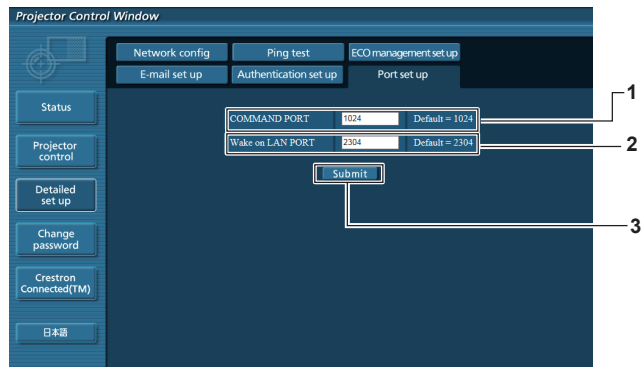 Projector Control Window
Network config
Ping test
ECO management set up
E-mail set up
Authentication set up
Port set up
Status
Projector
control
Detailed
set up
Change
password
Crestron
Connected(TM)
日本語
COMMAND PORT 1024 Default = 1024
Wake on LAN PORT 2304 Default = 2304
Submit
1
2
3